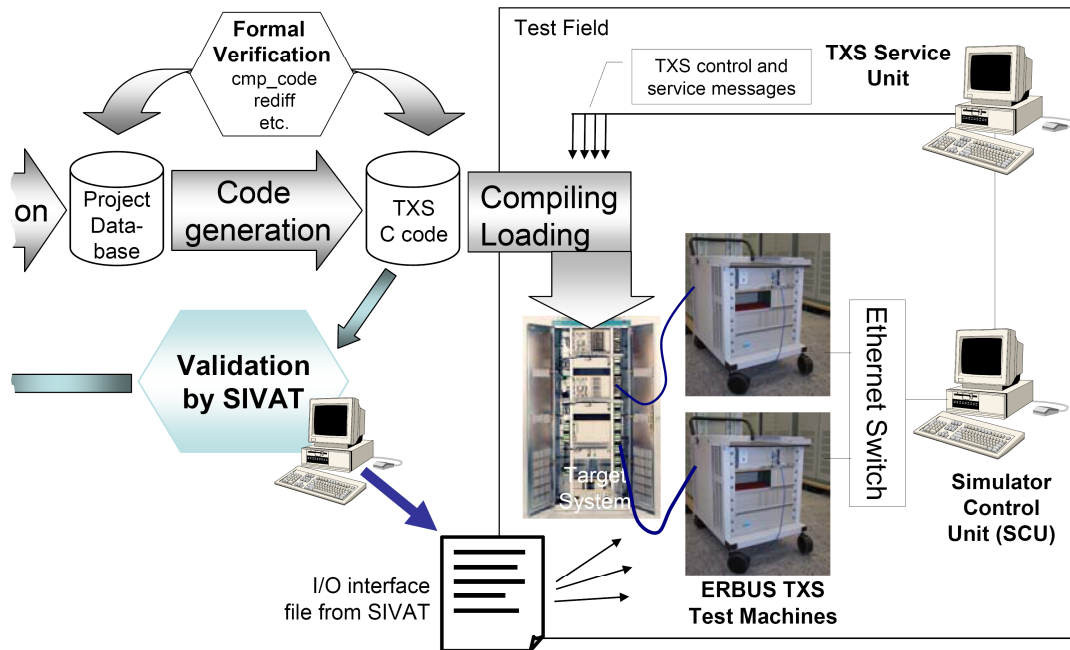 Formal
Verification
cmp_code
rediff
etc.
Test Field
TXS control and
service messages
TXS Service
Unit
on
Project
Data-
base
Code
generation
TXS
C code
Compiling
Loading
Validation
by SIVAT
Target
System
Ethernet Switch
Simulator
Control
Unit (SCU)
I/O interface
file from SIVAT
ERBUS TXS
Test Machines